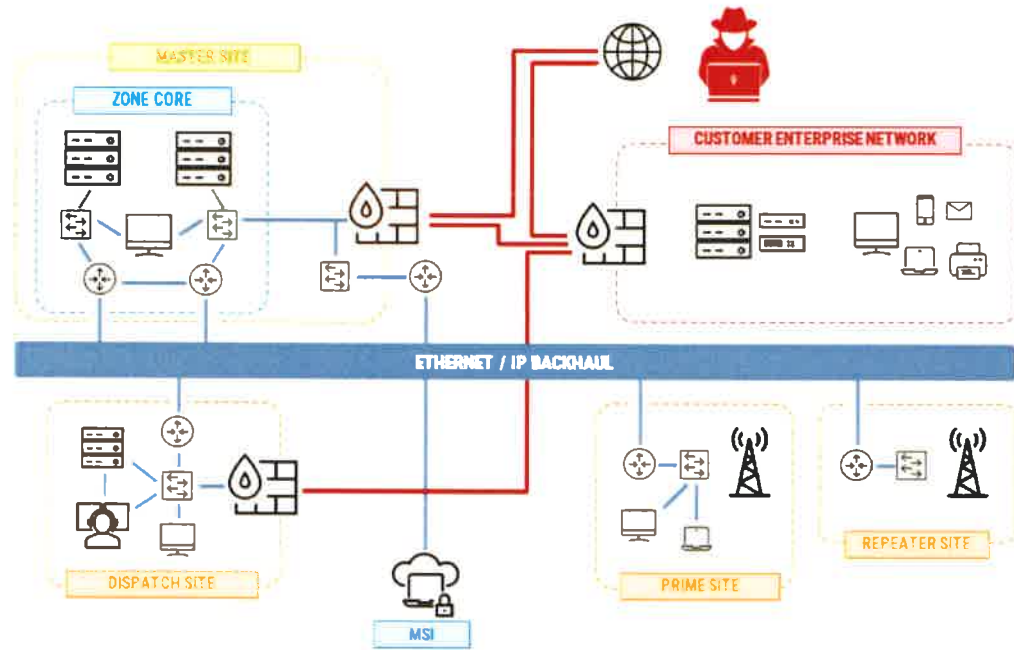 MASTER SITE
ZONE CORE
CUSTOMER ENTERPRISE NETWORK
ETHERNET / IP BACKHAUL
DISPATCH SITE
MSI
PRIME SITE
REPEATER SITE